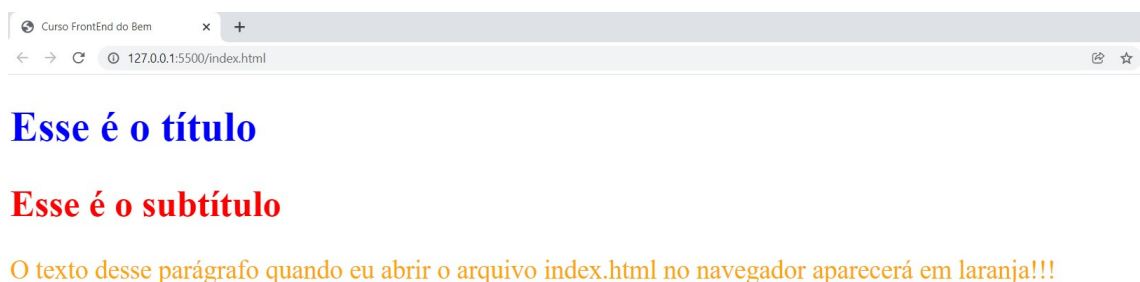 Curso FrontEnd do Bem
127.0.0.1:5500/index.html
Esse é o título
Esse é o subtítulo
O texto desse parágrafo quando eu abrir o arquivo index.html no navegador aparecerá em laranja!!!